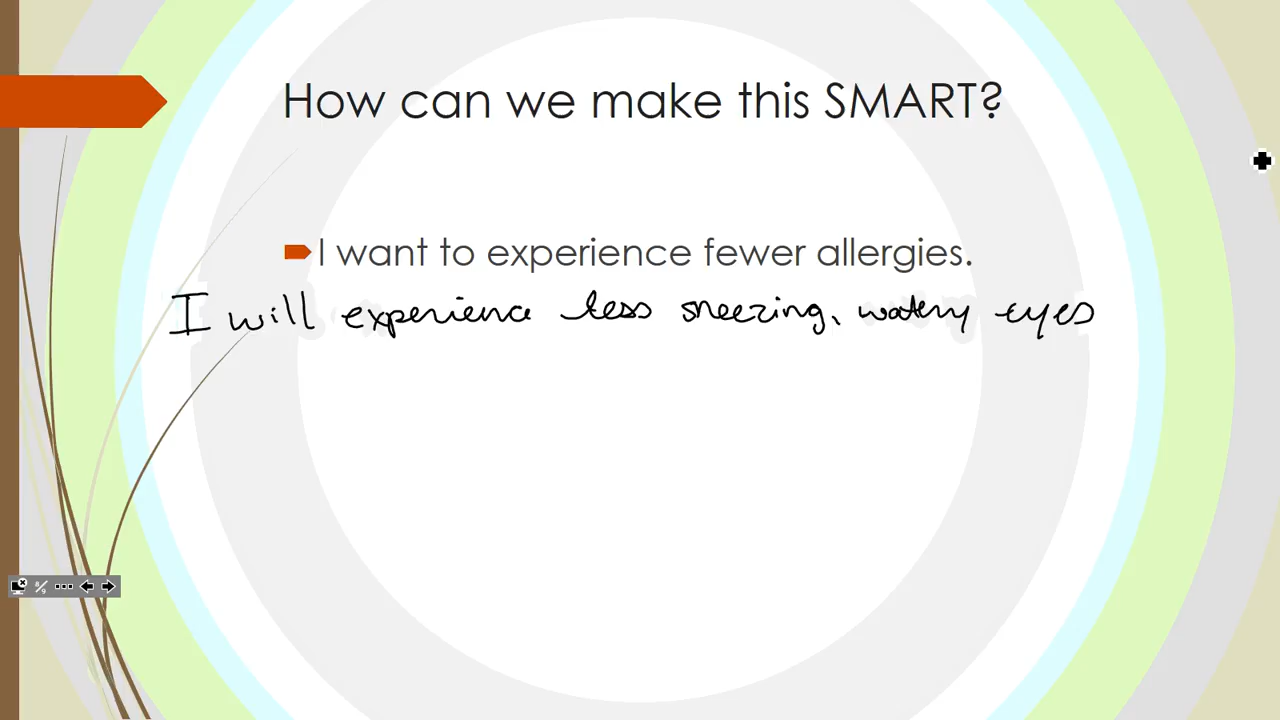 How can we make this SMART?
I want to experience fewer allergies.
I will experience less sneezing, watery eyes